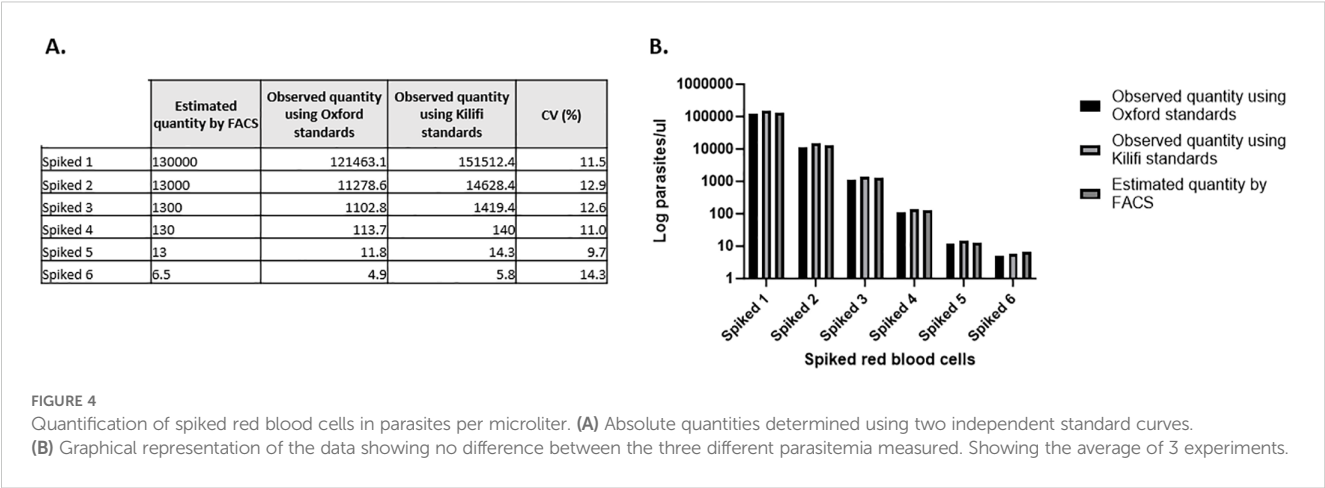 A.
Estimated quantity by FACS	Observed quantity using Oxford standards	Observed quantity using Kilifi standards	CV (%)
Spiked 1	130000	121463.1	151512.4	11.5
Spiked 2	13000	11278.6	14628.4	12.9
Spiked 3	1300	1102.8	1419.4	12.6
Spiked 4	130	113.7	140	11.0
Spiked 5	13	11.8	14.3	9.7
Spiked 6	6.5	4.9	5.8	14.3
B.
Log parasites/ul
1000000
100000
10000
1000
100
10
1
Spiked 1
Spiked 2
Spiked 3
Spiked 4
Spiked 5
Spiked 6
Spiked red blood cells
Observed quantity using
Oxford standards
Observed quantity using
Kilifi standards
Estimated quantity by
FACS
FIGURE 4
Quantification of spiked red blood cells in parasites per microliter. (A) Absolute quantities determined using two independent standard curves.
(B) Graphical representation of the data showing no difference between the three different parasitemia measured. Showing the average of 3 experiments.